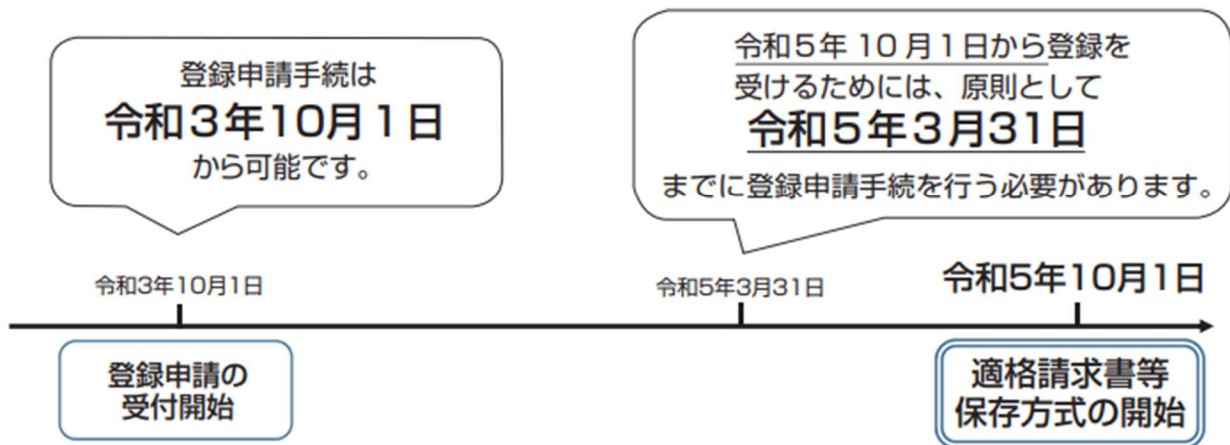 登録申請手続は
令和3年10月1日
から可能です。
令和5年10月1日から登録を
受けるためには、原則として
令和5年3月31日
までに登録申請手続を行う必要があります。
令和3年10月1日
令和5年3月31日
令和5年10月1日
登録申請の
受付開始
適格請求書等
保存方式の開始